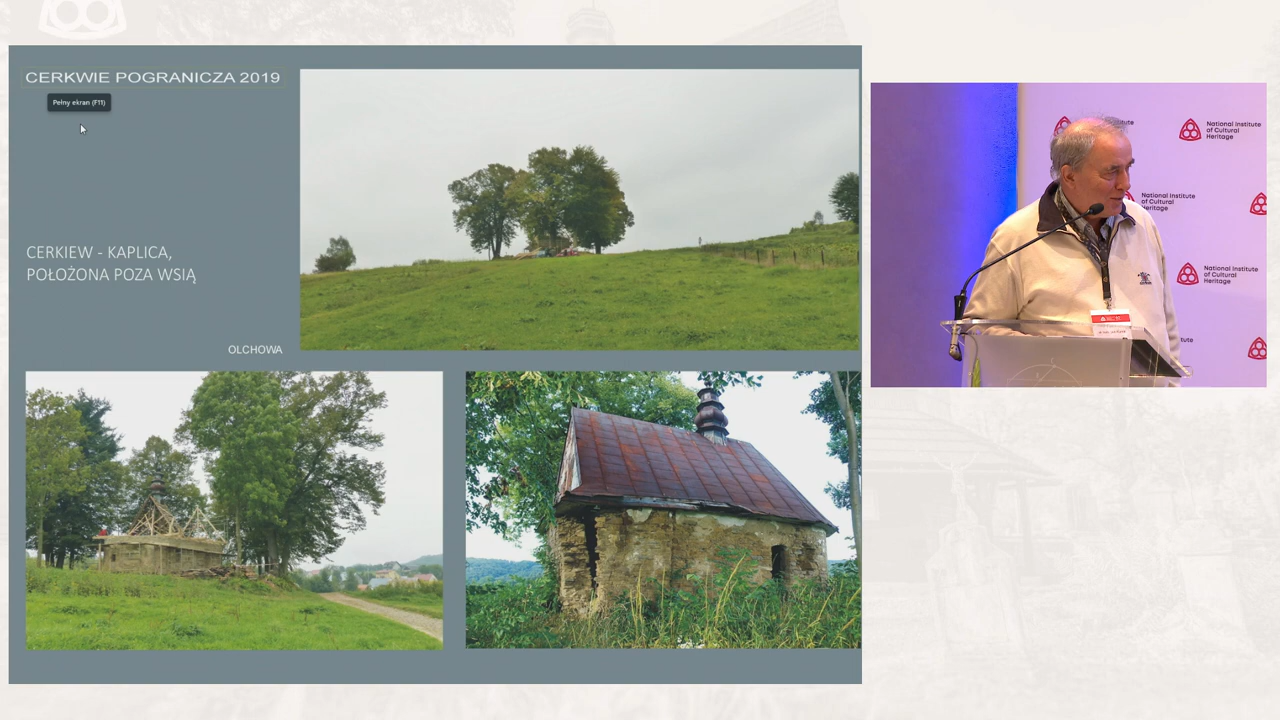 CERKWIE POGRANICZA 2019
Pełny ekran (F11)
CERKIEW - KAPLICA,
POŁOŻONA POZA WSIĄ
OLCHOWA
National Institute
of Cultural
Heritage
National Institute
of Cultural
Heritage
National Institute
of Cultural
Heritage